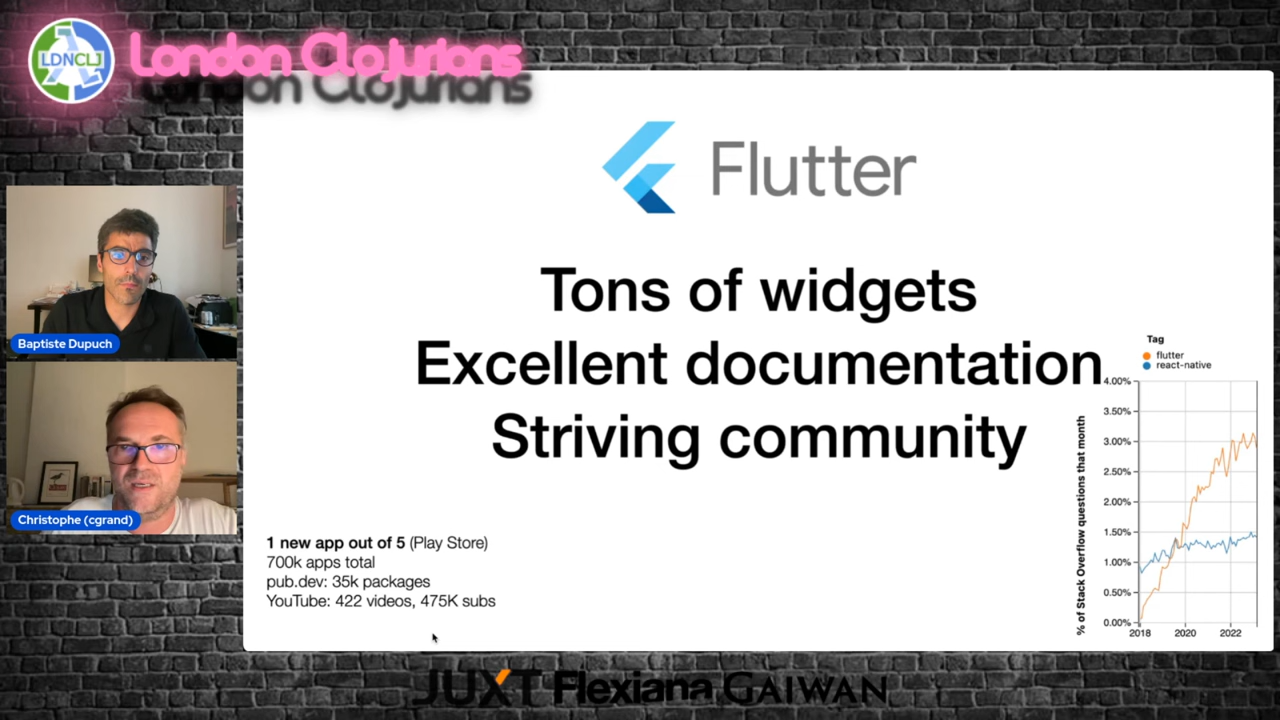 LDNCLJ
London Clojurians
Flutter
Tons of widgets
Excellent documentation
Striving community
Baptiste Dupuch
Christophe (cgrand)
1 new app out of 5 (Play Store)
700k apps total
pub.dev: 35k packages
YouTube: 422 videos, 475K subs
Tag
flutter
react-native
% of Stack Overflow questions that month
4.00%
3.50%
3.00%
2.50%
2.00%
1.50%
1.00%
0.50%
0.00%
2018 2020 2022
JUXT Flexiana GAIWAN